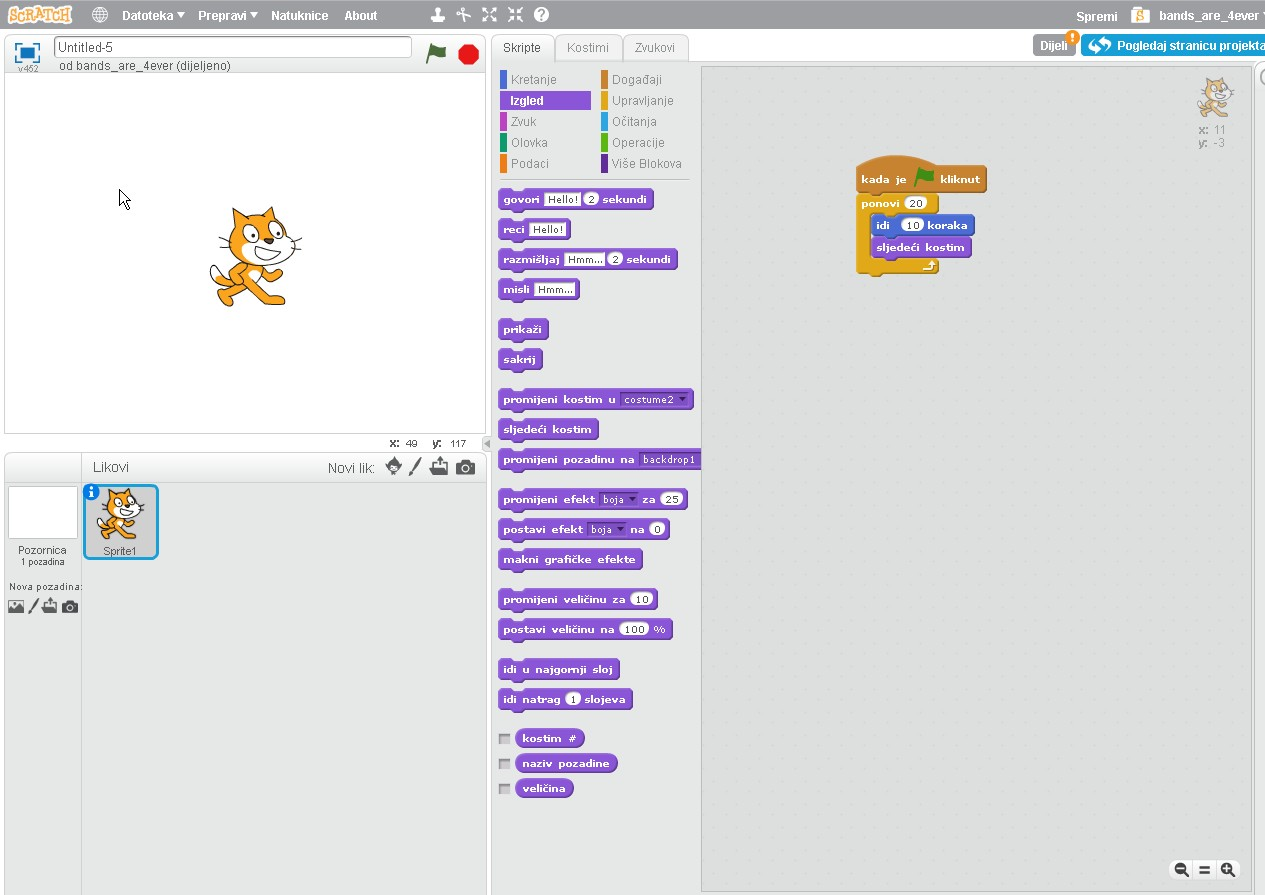 SCRATCH Datoteka Prepravi Natuknice About Spremi bands_are_4ever
v452 Untitled-5
od bands_are_4ever (dijeljeno)
Skripte Kostimi Zvukovi
Dijeli ! Pogledaj stranicu projekta
Kretanje Događaji
Izgled Upravljanje
Zvuk Očitanja
Olovka Operacije
Podaci Više Blokova
govori Hello! 2 sekundi
reci Hello!
razmišljaj Hmm... 2 sekundi
misli Hmm...
prikaži
sakrij
promijeni kostim u costume2
sljedeći kostim
promijeni pozadinu na backdrop1
promijeni efekt boja za 25
postavi efekt boja na 0
makni grafičke efekte
promijeni veličinu za 10
postavi veličinu na 100 %
idi u najgornji sloj
idi natrag 1 slojeva
kostim #
naziv pozadine
veličina
kada je kliknut
ponovi 20
idi 10 koraka
sljedeći kostim
x: 11
y: -3
x: 49 y: 117
Likovi Novi lik:
Sprite1
Pozornica
1 pozadina
Nova pozadina: